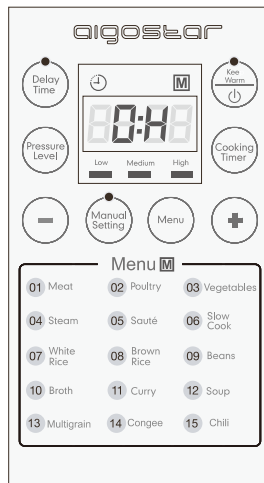 aigostar
Delay
Time
M
Kee
Warm
0:H
Low Medium High
Pressure
Level
Cooking
Timer
Manual
Setting
Menu
Menu M
01 Meat
02 Poultry
03 Vegetables
04 Steam
05 Sauté
06 Slow
Cook
07 White
Rice
08 Brown
Rice
09 Beans
10 Broth
11 Curry
12 Soup
13 Multigrain
14 Congee
15 Chili